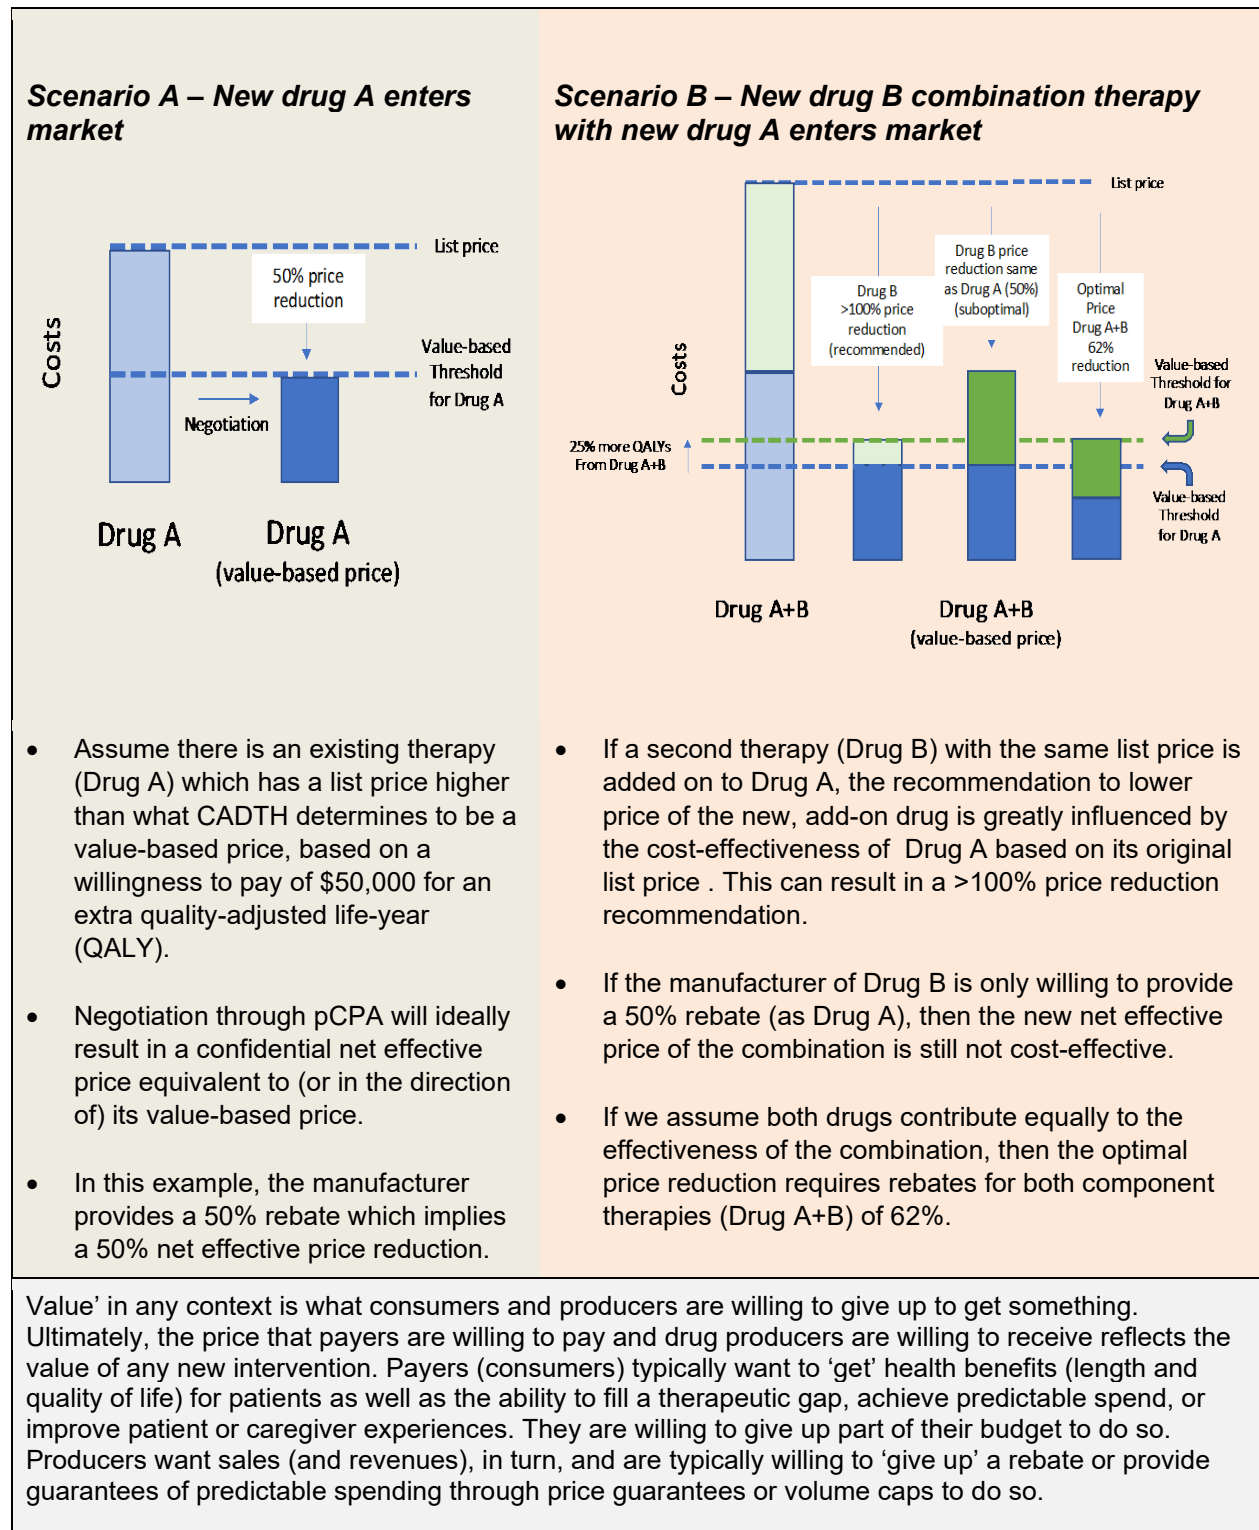 Scenario A – New drug A enters
market
List price
50% price
reduction
Costs
Value-based
Threshold
for Drug A
Negotiation
Drug A
Drug A
(value-based price)
• Assume there is an existing therapy
(Drug A) which has a list price higher
than what CADTH determines to be a
value-based price, based on a
willingness to pay of $50,000 for an
extra quality-adjusted life-year
(QALY).
• Negotiation through pCPA will ideally
result in a confidential net effective
price equivalent to (or in the direction
of) its value-based price.
• In this example, the manufacturer
provides a 50% rebate which implies
a 50% net effective price reduction.
Scenario B – New drug B combination therapy
with new drug A enters market
List price
Drug B
>100% price
reduction
(recommended)
Drug B price
reduction same
as Drug A (50%)
(suboptimal)
Optimal
Price
Drug A+B
62%
reduction
Costs
Value-based
Threshold for
Drug A+B
25% more QALYs
From Drug A+B
Value-based
Threshold
for Drug A
Drug A+B
Drug A+B
(value-based price)
• If a second therapy (Drug B) with the same list price is
added on to Drug A, the recommendation to lower
price of the new, add-on drug is greatly influenced by
the cost-effectiveness of  Drug A based on its original
list price . This can result in a >100% price reduction
recommendation.
• If the manufacturer of Drug B is only willing to provide
a 50% rebate (as Drug A), then the new net effective
price of the combination is still not cost-effective.
• If we assume both drugs contribute equally to the
effectiveness of the combination, then the optimal
price reduction requires rebates for both component
therapies (Drug A+B) of 62%.
Value’ in any context is what consumers and producers are willing to give up to get something.
Ultimately, the price that payers are willing to pay and drug producers are willing to receive reflects the
value of any new intervention. Payers (consumers) typically want to ‘get’ health benefits (length and
quality of life) for patients as well as the ability to fill a therapeutic gap, achieve predictable spend, or
improve patient or caregiver experiences. They are willing to give up part of their budget to do so.
Producers want sales (and revenues), in turn, and are typically willing to ‘give up’ a rebate or provide
guarantees of predictable spending through price guarantees or volume caps to do so.